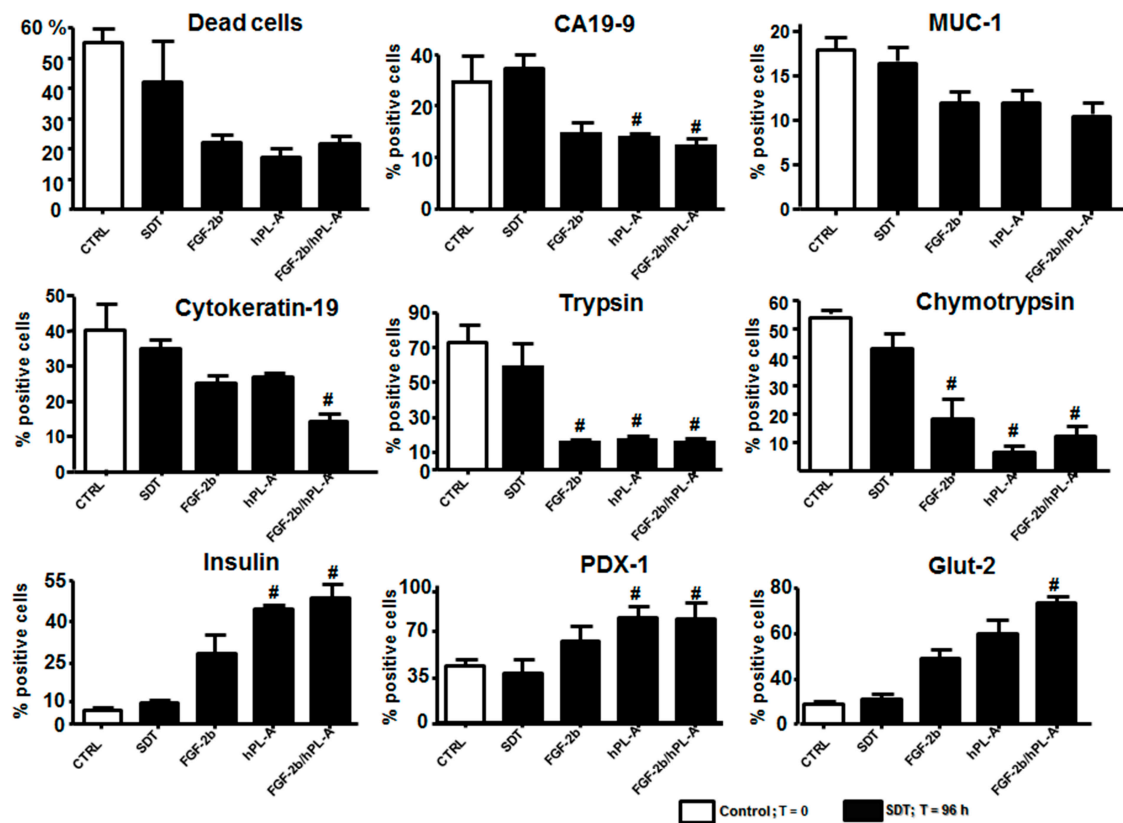 Dead cells
60 %
50
40
30
20
10
0
CTRL
SDT
FGF-2b
hPL-A
FGF-2b/hPL-A
CA19-9
% positive cells
40
20
10
0
CTRL
SDT
FGF-2b
hPL-A
FGF-2b/hPL-A
# #
MUC-1
% positive cells
20
15
10
5
0
CTRL
SDT
FGF-2b
hPL-A
FGF-2b/hPL-A
Cytokeratin-19
% positive cells
50
40
30
20
10
0
CTRL
SDT
FGF-2b
hPL-A
FGF-2b/hPL-A
#
Trypsin
% positive cells
90
70
50
30
10
0
CTRL
SDT
FGF-2b
hPL-A
FGF-2b/hPL-A
# # #
Chymotrypsin
% positive cells
60
50
40
30
20
10
CTRL
SDT
FGF-2b
hPL-A
FGF-2b/hPL-A
# # #
Insulin
% positive cells
55
40
25
10
0
CTRL
SDT
FGF-2b
hPL-A
FGF-2b/hPL-A
# #
PDX-1
% positive cells
100
70
35
0
CTRL
SDT
FGF-2b
hPL-A
FGF-2b/hPL-A
# #
Glut-2
% positive cells
80
60
40
0
CTRL
SDT
FGF-2b
hPL-A
FGF-2b/hPL-A
#
Control; T = 0
SDT; T = 96 h